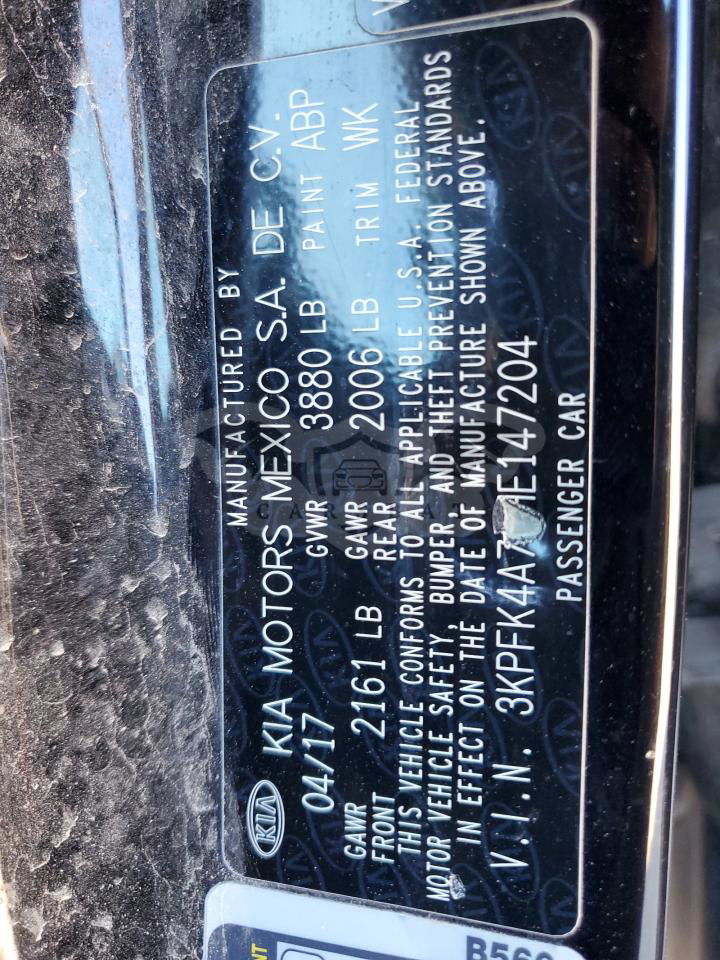 MANUFACTURED BY
KIA KIA MOTORS MEXICO S.A. DE C.V.
04/17 GVWR 3880 LB PAINT ABP
GAWR FRONT 2161 LB GAWR REAR 2006 LB TRIM WK
THIS VEHICLE CONFORMS TO ALL APPLICABLE U.S.A. FEDERAL
MOTOR VEHICLE SAFETY, BUMPER, AND THEFT PREVENTION STANDARDS
IN EFFECT ON THE DATE OF MANUFACTURE SHOWN ABOVE.
V.I.N.
PASSENGER CAR